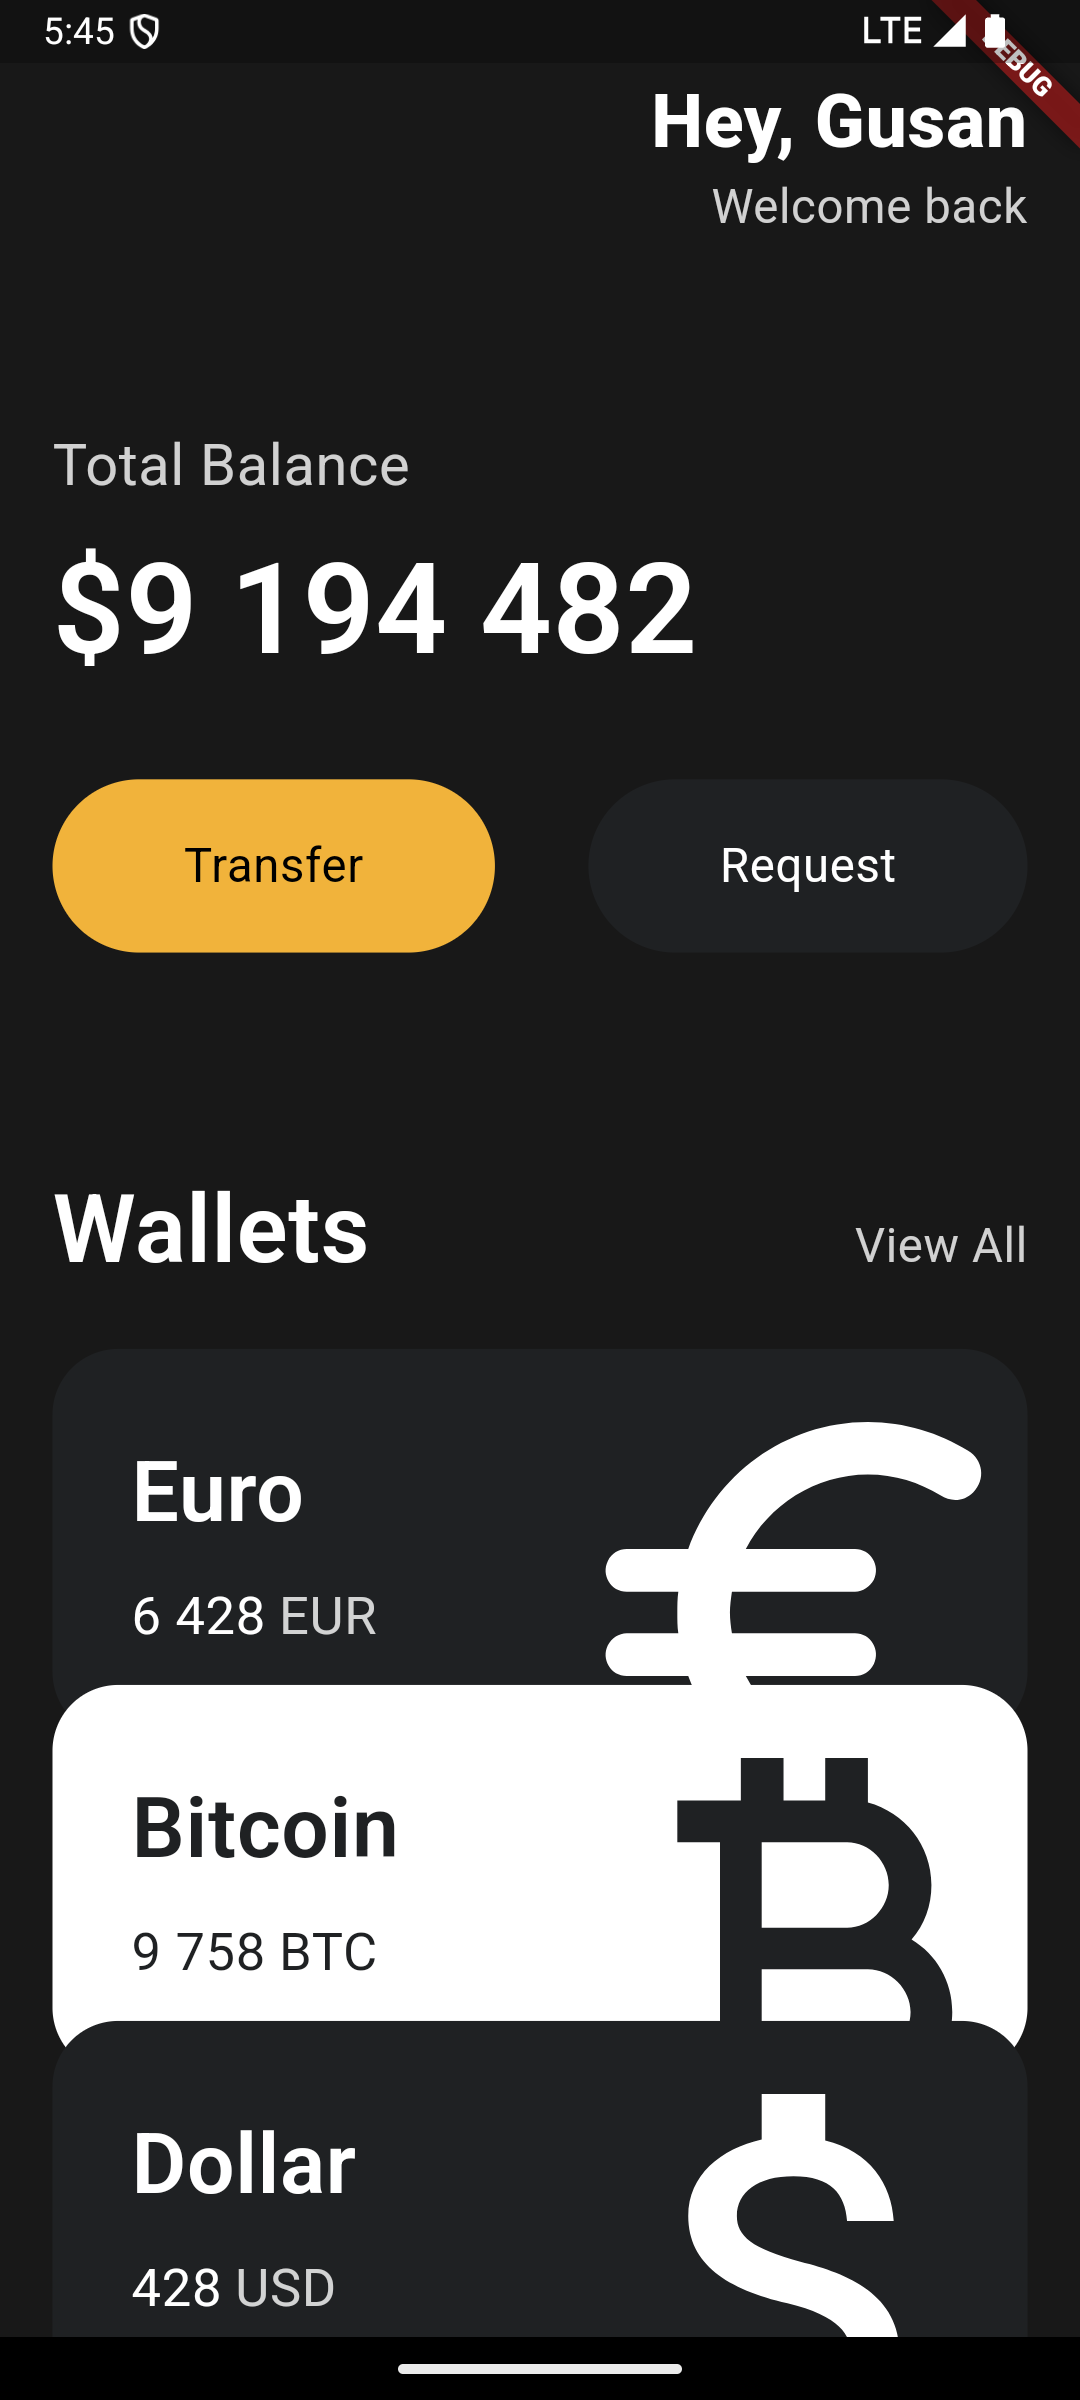 5:45 LTE
DEBUG
Hey, Gusan
Welcome back
Total Balance
$9 194 482
Transfer Request
Wallets View All
Euro
6 428 EUR
Bitcoin
9 758 BTC
Dollar
428 USD